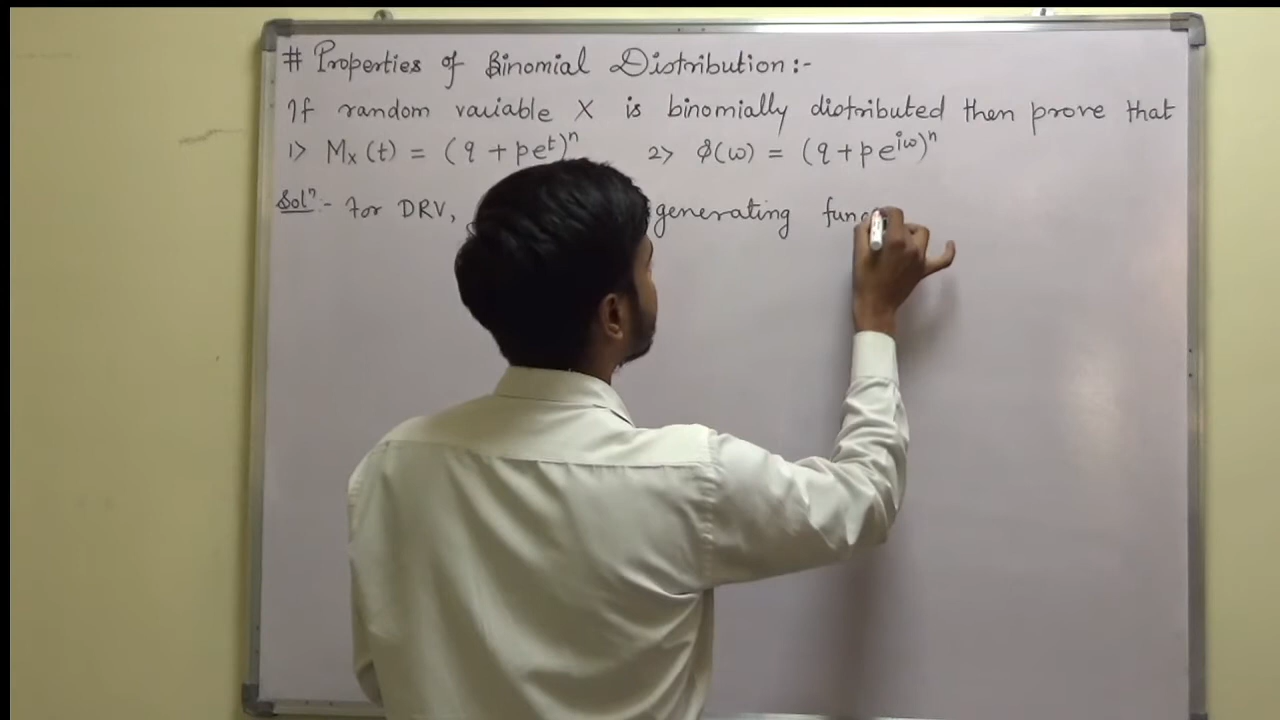 # Properties of Binomial Distribution:-
If random variable X is binomially distributed then prove that
1> Mx(t) = (q + pe^t)^n 2> φ(ω) = (q + pe^iω)^n
Solⁿ:- For DRV, generating func